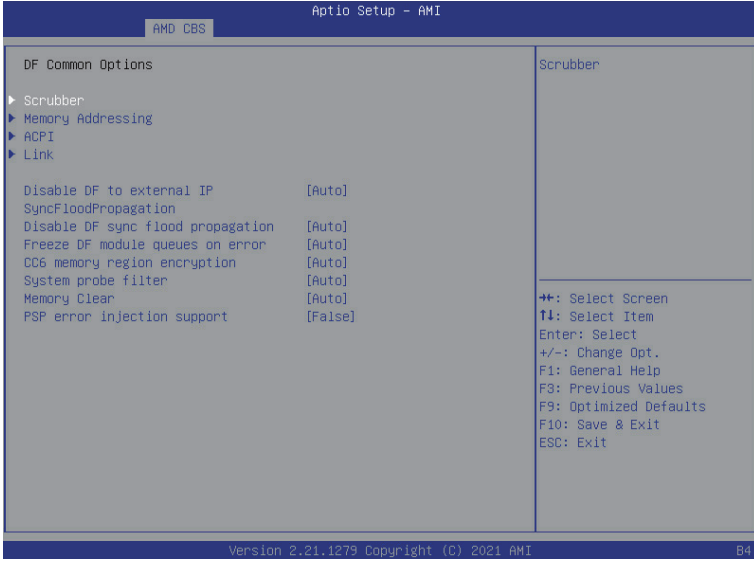 Aptio Setup – AMI
AMD CBS
DF Common Options
Scrubber
Memory Addressing
ACPI
Link
Disable DF to external IP [Auto]
SyncFloodPropagation
Disable DF sync flood propagation [Auto]
Freeze DF module queues on error [Auto]
CC6 memory region encryption [Auto]
System probe filter [Auto]
Memory Clear [Auto]
PSP error injection support [False]
Scrubber
→←: Select Screen
↑↓: Select Item
Enter: Select
+/-: Change Opt.
F1: General Help
F3: Previous Values
F9: Optimized Defaults
F10: Save & Exit
ESC: Exit
Version 2.21.1279 Copyright (C) 2021 AMI
B4